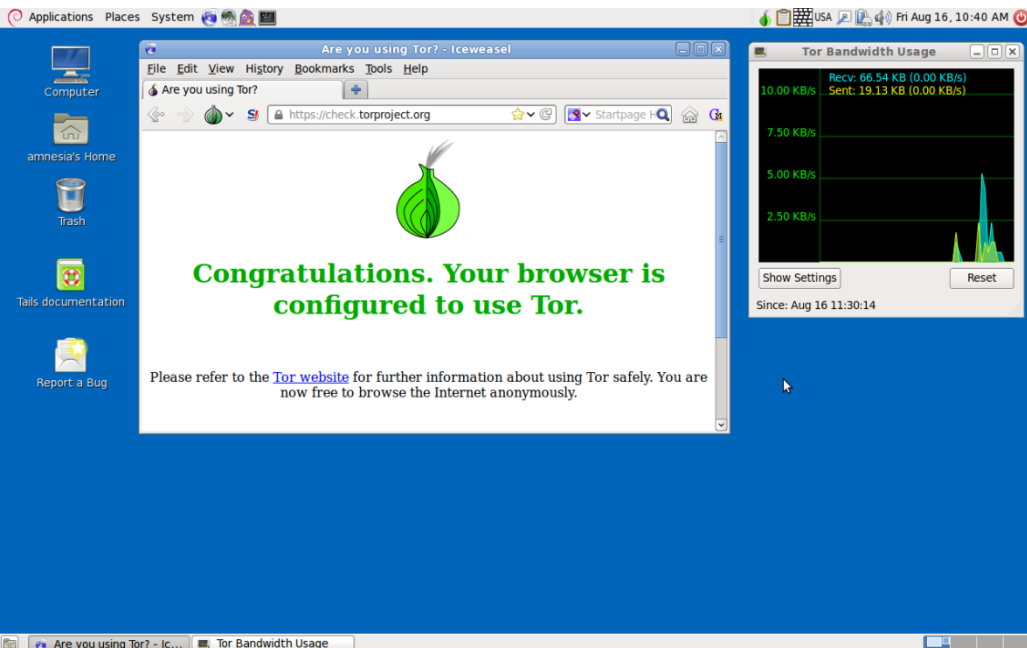 Applications Places System USA Fri Aug 16, 10:40 AM
Computer
amnesia's Home
Trash
Tails documentation
Report a Bug
Are you using Tor? - Iceweasel
File Edit View History Bookmarks Tools Help
Are you using Tor?
https://check.torproject.org Startpage H
Congratulations. Your browser is
configured to use Tor.
Please refer to the Tor website for further information about using Tor safely. You are
now free to browse the Internet anonymously.
Tor Bandwidth Usage
Recv: 66.54 KB (0.00 KB/s)
10.00 KB/s Sent: 19.13 KB (0.00 KB/s)
7.50 KB/s
5.00 KB/s
2.50 KB/s
Show Settings Reset
Since: Aug 16 11:30:14
Are you using Tor? - Ic... Tor Bandwidth Usage